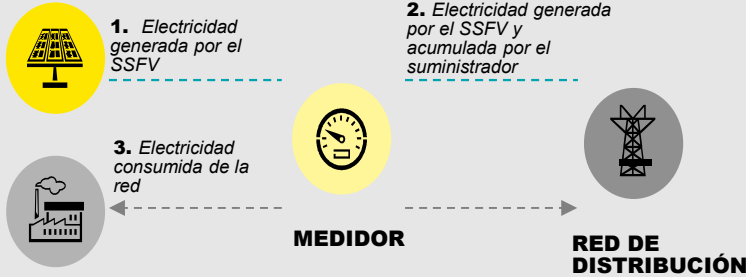 1. Electricidad
generada por el
SSFV
2. Electricidad generada
por el SSFV y
acumulada por el
suministrador
3. Electricidad
consumida de la
red
MEDIDOR
RED DE
DISTRIBUCIÓN